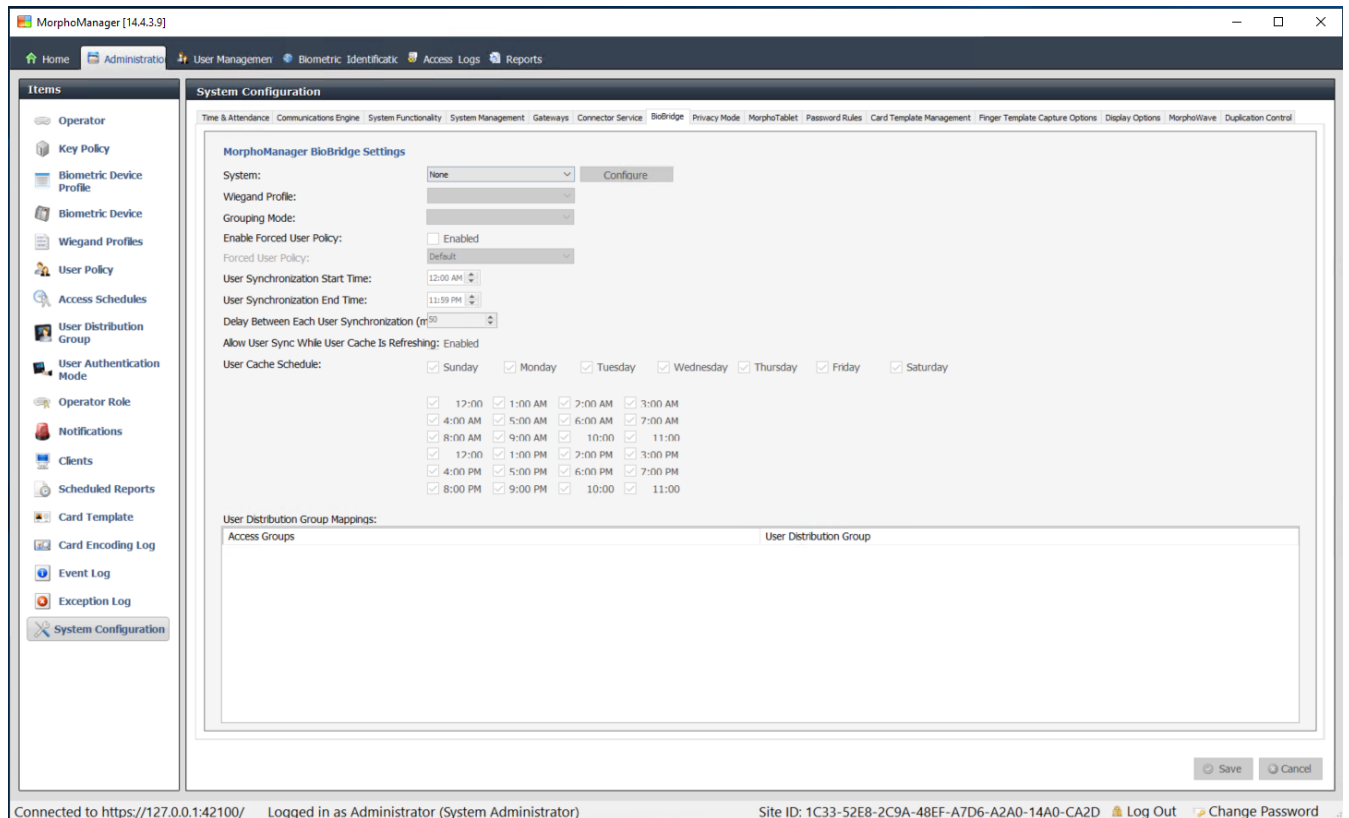 MorphoManager [14.4.3.9]
Home Administratio User Managemen Biometric Identificatic Access Logs Reports
Items
Operator
Key Policy
Biometric Device
Profile
Biometric Device
Wiegand Profiles
User Policy
Access Schedules
User Distribution
Group
User Authentication
Mode
Operator Role
Notifications
Clients
Scheduled Reports
Card Template
Card Encoding Log
Event Log
Exception Log
System Configuration
System Configuration
Time & Attendance Communications Engine System Functionality System Management Gateways Connector Service BioBridge Privacy Mode MorphoTablet Password Rules Card Template Management Finger Template Capture Options Display Options MorphoWave Duplication Control
MorphoManager BioBridge Settings
System: None Configure
Wiegand Profile:
Grouping Mode:
Enable Forced User Policy: Enabled
Forced User Policy: Default
User Synchronization Start Time: 12:00 AM
User Synchronization End Time: 11:59 PM
Delay Between Each User Synchronization (m 50
Allow User Sync While User Cache Is Refreshing: Enabled
User Cache Schedule: Sunday Monday Tuesday Wednesday Thursday Friday Saturday
12:00 1:00 AM 2:00 AM 3:00 AM
4:00 AM 5:00 AM 6:00 AM 7:00 AM
8:00 AM 9:00 AM 10:00 11:00
12:00 1:00 PM 2:00 PM 3:00 PM
4:00 PM 5:00 PM 6:00 PM 7:00 PM
8:00 PM 9:00 PM 10:00 11:00
User Distribution Group Mappings:
Access Groups User Distribution Group
Save Cancel
Connected to https://127.0.0.1:42100/ Logged in as Administrator (System Administrator) Site ID: 1C33-52E8-2C9A-48EF-A7D6-A2A0-14A0-CA2D Log Out Change Password